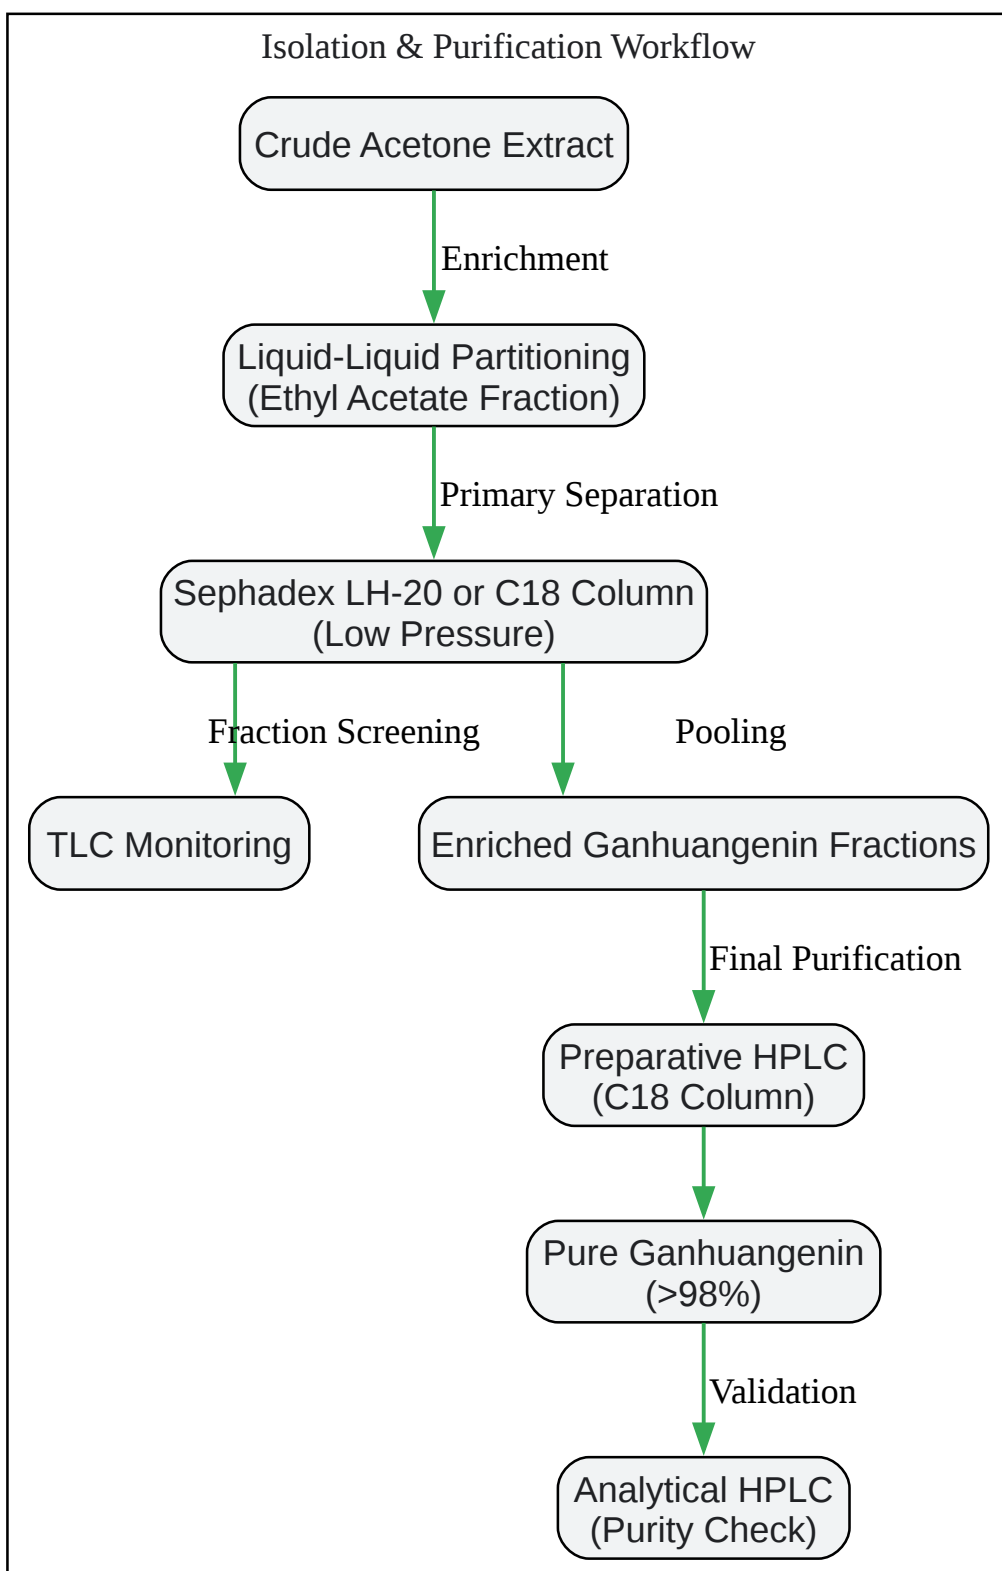 Isolation & Purification Workflow
Crude Acetone Extract
Enrichment
Liquid-Liquid Partitioning
(Ethyl Acetate Fraction)
Primary Separation
Sephadex LH-20 or C18 Column
(Low Pressure)
Fraction Screening
Pooling
TLC Monitoring
Enriched Ganhuangenin Fractions
Final Purification
Preparative HPLC
(C18 Column)
Pure Ganhuangenin
(>98%)
Validation
Analytical HPLC
(Purity Check)